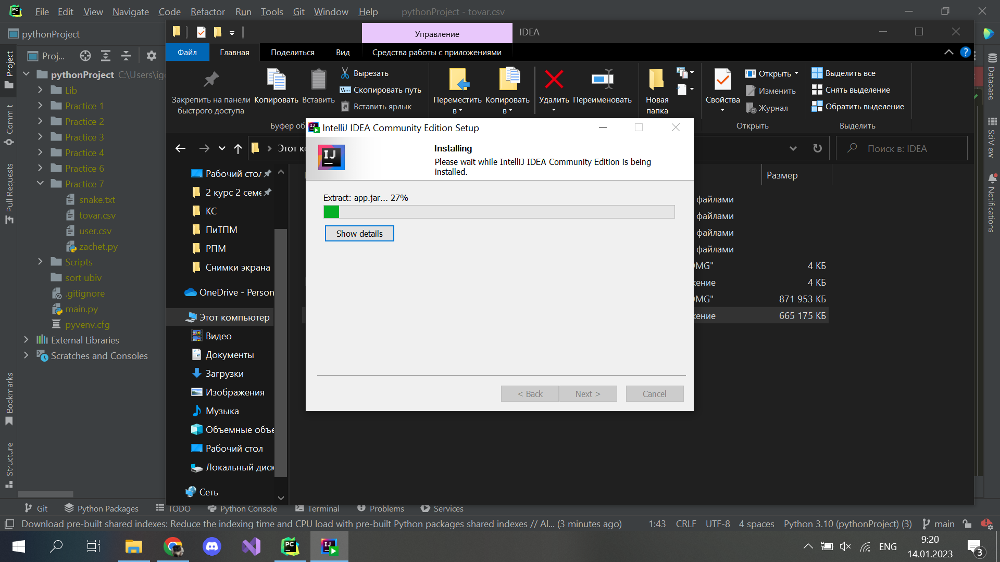 File Edit View Navigate Code Refactor Run Tools Git Window Help pythonProject - tovar.csv
pythonProject
Управление IDEA
Файл Главная Поделиться Вид Средства работы с приложениями
Proj...
pythonProject C:\Users\ig
Lib
Practice 1
Practice 2
Practice 3
Practice 4
Practice 6
Practice 7
snake.txt
tovar.csv
user.csv
zachet.py
Scripts
sort ubiv
.gitignore
main.py
pyvenv.cfg
External Libraries
Scratches and Consoles
Project
Commit
Pull Requests
Bookmarks
Structure
Закрепить на панели
быстрого доступа
Копировать
Вставить
Вырезать
Скопировать путь
Вставить ярлык
Буфер об
Переместить
в
Копировать
в
Удалить
Переименовать
Новая
папка
Свойства
Открыть
Изменить
Журнал
Открыть
Выделить все
Снять выделение
Обратить выделение
Выделить
Этот к
Поиск в: IDEA
Рабочий стол
2 курс 2 семе
КС
ПиТПМ
РПМ
Снимки экрана
OneDrive - Person
Этот компьютер
Видео
Документы
Загрузки
Изображения
Музыка
Объемные объе
Рабочий стол
Локальный диск
Сеть
IntelliJ IDEA Community Edition Setup
IJ
Installing
Please wait while IntelliJ IDEA Community Edition is being
installed.
Extract: app.jar... 27%
Show details
< Back Next > Cancel
Размер
файлами
файлами
файлами
файлами
DMG" 4 КБ
жение 4 КБ
DMG" 871 953 КБ
жение 665 175 КБ
Database
SciView
Notifications
Git Python Packages TODO Python Console Terminal Problems Services
Download pre-built shared indexes: Reduce the indexing time and CPU load with pre-built Python packages shared indexes // Al... (3 minutes ago) 1:43 CRLF UTF-8 4 spaces Python 3.10 (pythonProject) (3) main
PC IJ ENG 9:20
14.01.2023 3